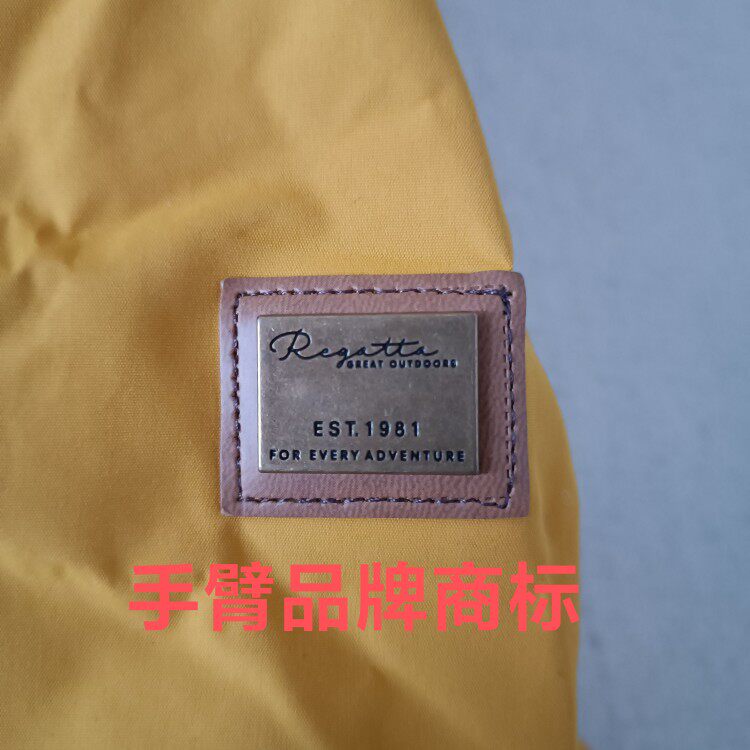 Regatta
GREAT OUTDOORS
EST.1981
FOR EVERY ADVENTURE
手臂品牌商标